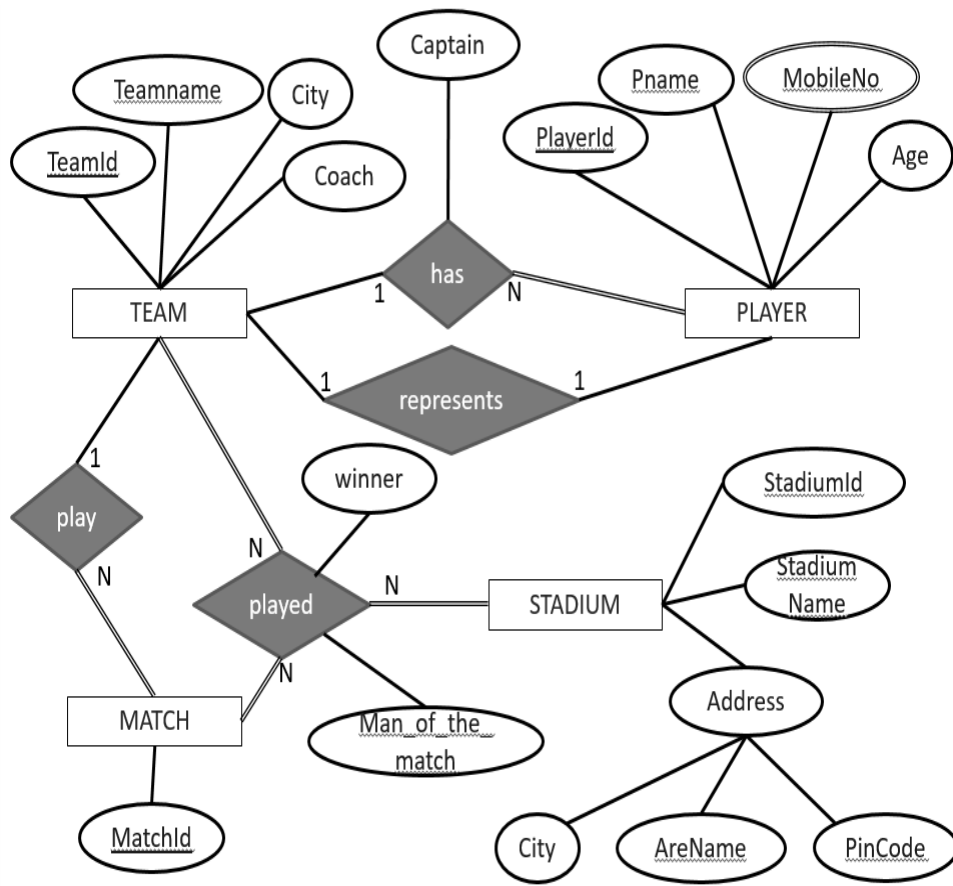 Captain
Teamname
City
Pname
MobileNo
TeamId
Coach
PlayerId
Age
has
1
N
TEAM
PLAYER
1
represents
1
winner
1
play
N
StadiumId
N
played
N
N
STADIUM
Stadium
Name
MATCH
Man_of_the_
match
Address
MatchId
City
AreName
PinCode